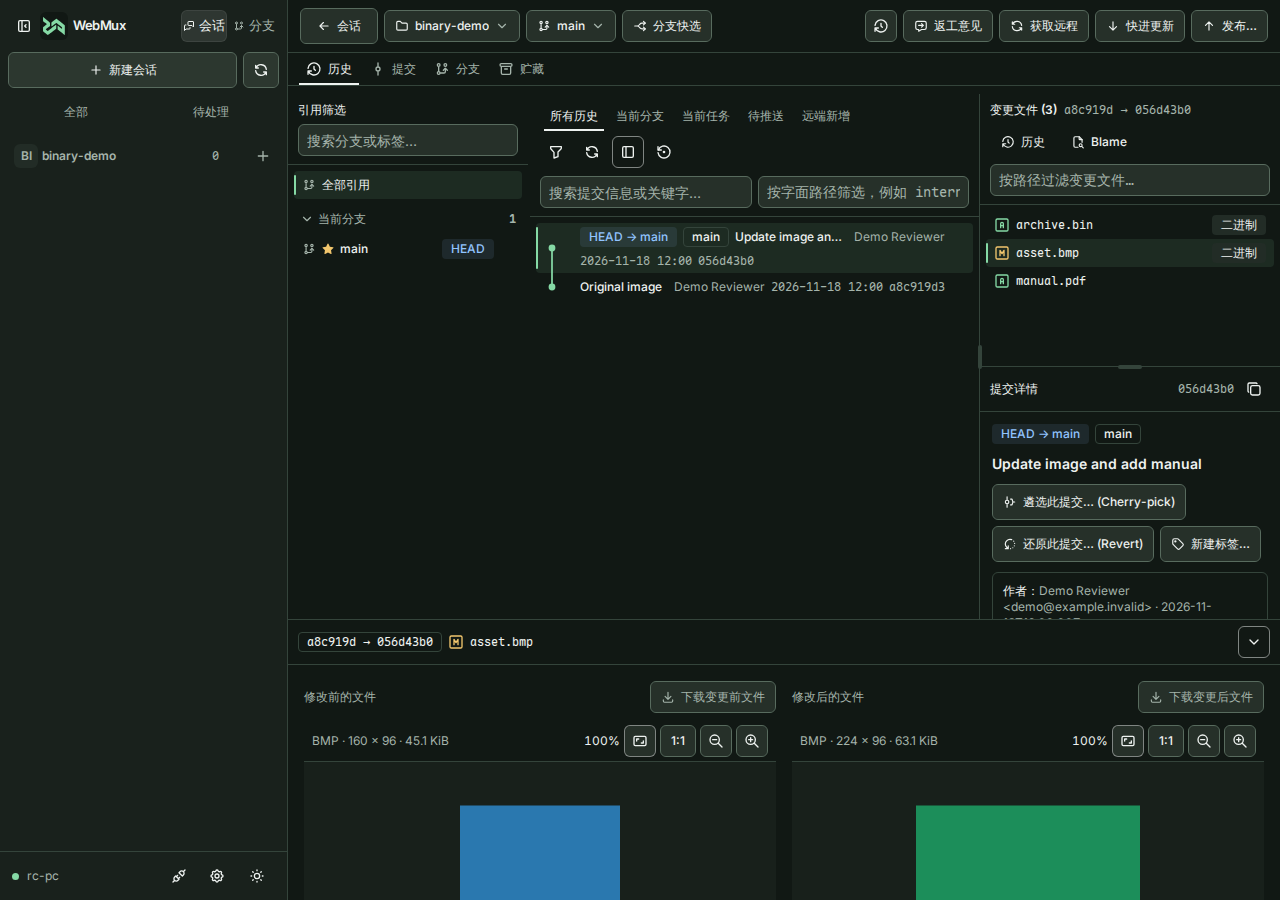 WebMux
会话
分支
新建会话
全部
待处理
BI binary-demo 0
rc-pc
会话
binary-demo
main
分支快选
返工意见
获取远程
快进更新
发布...
历史
提交
分支
贮藏
引用筛选
搜索分支或标签...
全部引用
当前分支 1
main HEAD
所有历史
当前分支
当前任务
待推送
远端新增
搜索提交信息或关键字...
按字面路径筛选，例如 intern
HEAD → main main Update image an... Demo Reviewer
2026-11-18 12:00 056d43b0
Original image Demo Reviewer 2026-11-18 12:00 a8c919d3
变更文件 (3) a8c919d → 056d43b0
历史
Blame
按路径过滤变更文件…
A archive.bin 二进制
M asset.bmp 二进制
A manual.pdf
提交详情 056d43b0
HEAD → main main
Update image and add manual
遴选此提交... (Cherry-pick)
还原此提交... (Revert)
新建标签...
作者：Demo Reviewer
<demo@example.invalid> · 2026-11-
a8c919d → 056d43b0 M asset.bmp
修改前的文件
下载变更前文件
BMP · 160 × 96 · 45.1 KiB
100%
1:1
修改后的文件
下载变更后文件
BMP · 224 × 96 · 63.1 KiB
100%
1:1